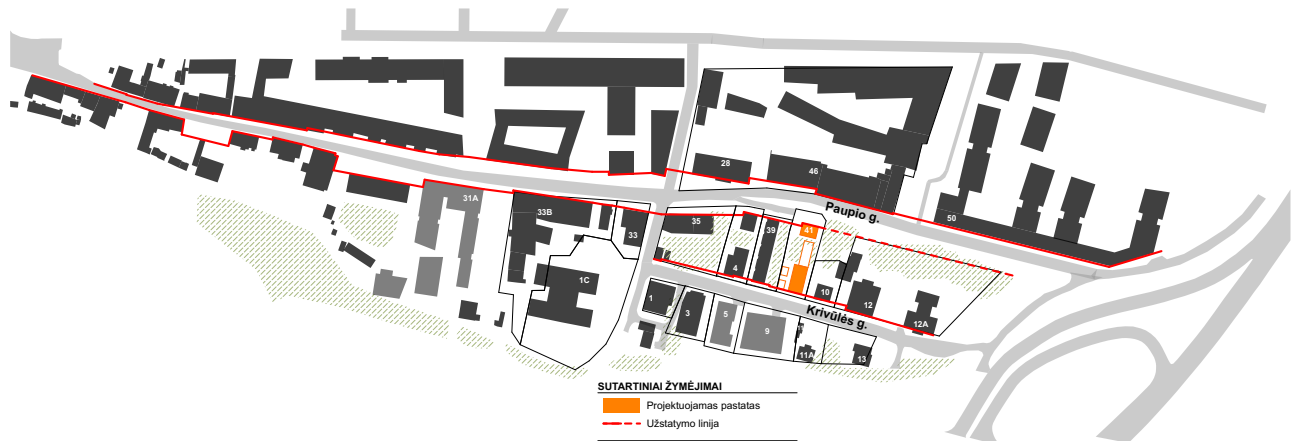 28
46
31A
Paupio g.
50
33B
33
35
39
41
4
10
12
12A
1C
1
3
5
9
Krivūlės g.
11A
13
SUTARTINIAI ŽYMĖJIMAI
Projektuojamas pastatas
Užstatymo linija